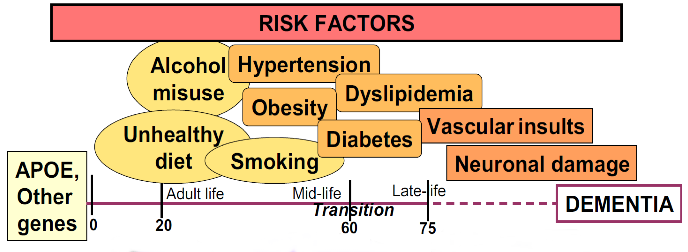 RISK FACTORS
Alcohol
misuse
Hypertension
Obesity
Dyslipidemia
Unhealthy
diet
Smoking
Diabetes
Vascular insults
Neuronal damage
APOE,
Other
genes
Adult life
Mid-life
Late-life
Transition
0
20
60
75
DEMENTIA